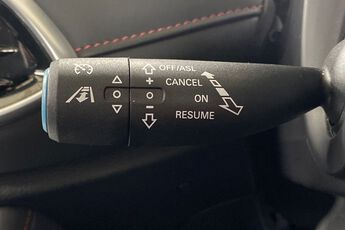 OFF/ASL
+ CANCEL
ON
− RESUME